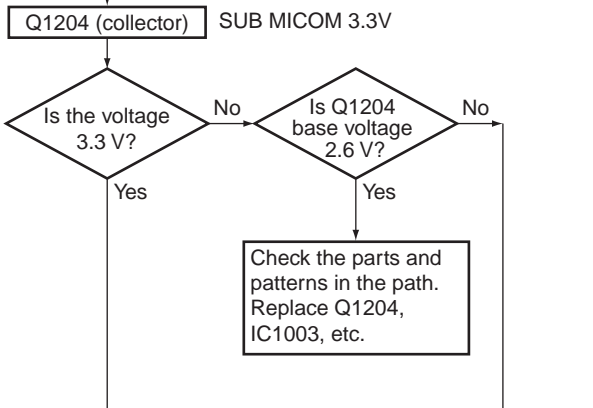 Q1204 (collector) SUB MICOM 3.3V
Is the voltage
3.3 V?
No
Is Q1204
base voltage
2.6 V?
No
Yes
Yes
Check the parts and
patterns in the path.
Replace Q1204,
IC1003, etc.